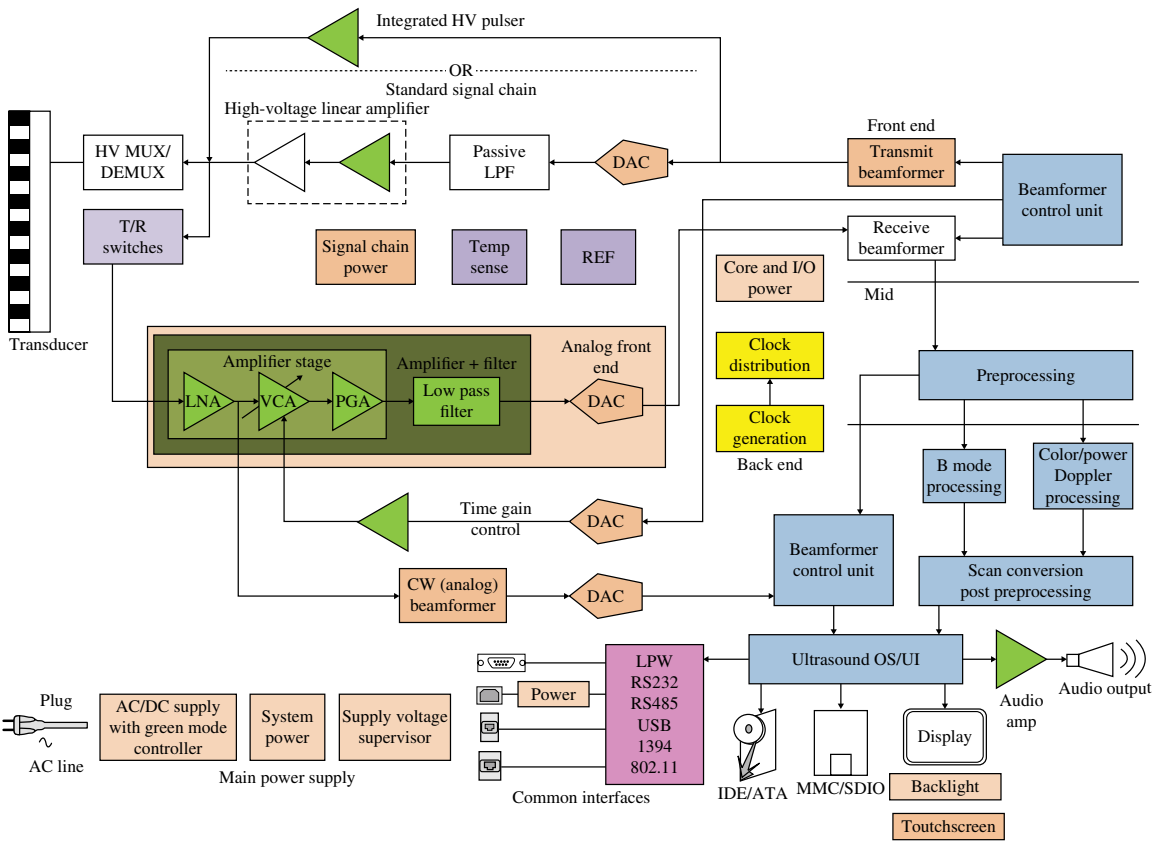 Integrated HV pulser
OR
Standard signal chain
High-voltage linear amplifier
Front end
HV MUX/
DEMUX
Passive
LPF
DAC
Transmit
beamformer
Beamformer
control unit
T/R
switches
Signal chain
power
Temp
sense
REF
Receive
beamformer
Core and I/O
power
Mid
Transducer
Amplifier stage
Amplifier + filter
Analog front
end
LNA
VCA
PGA
Low pass
filter
DAC
Clock
distribution
Clock
generation
Back end
Preprocessing
B mode
processing
Color/power
Doppler
processing
Time gain
control
DAC
Beamformer
control unit
Scan conversion
post preprocessing
CW (analog)
beamformer
DAC
Ultrasound OS/UI
Audio
amp
Audio output
LPW
RS232
RS485
USB
1394
802.11
Power
Common interfaces
Plug
AC line
AC/DC supply
with green mode
controller
System
power
Supply voltage
supervisor
Main power supply
IDE/ATA
MMC/SDIO
Display
Backlight
Toutchscreen